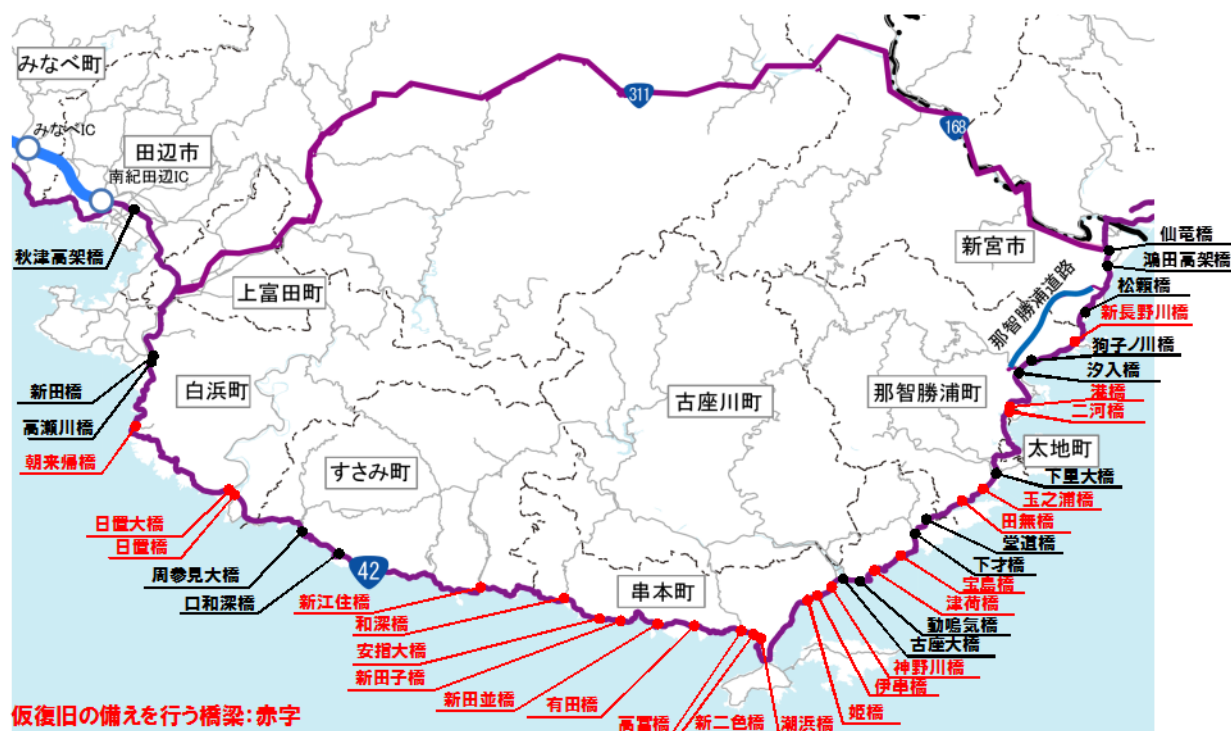 みなべ町
みなべIC
田辺市
南紀田辺IC
311
168
秋津高架橋
上富田町
新宮市
仙竜橋
鴻田高架橋
那智勝浦道路
松籟橋
新長野川橋
狗子ノ川橋
汐入橋
新田橋
高瀬川橋
朝来帰橋
白浜町
すさみ町
古座川町
那智勝浦町
港橋
二河橋
太地町
下里大橋
玉之浦橋
田無橋
堂道橋
下才橋
宝島橋
津荷橋
動鳴気橋
古座大橋
神野川橋
伊串橋
姫橋
日置大橋
日置橋
周参見大橋
口和深橋
42
新江住橋
和深橋
安指大橋
新田子橋
串本町
新田並橋
有田橋
高冨橋
新二色橋
潮浜橋
仮復旧の備えを行う橋梁:赤字